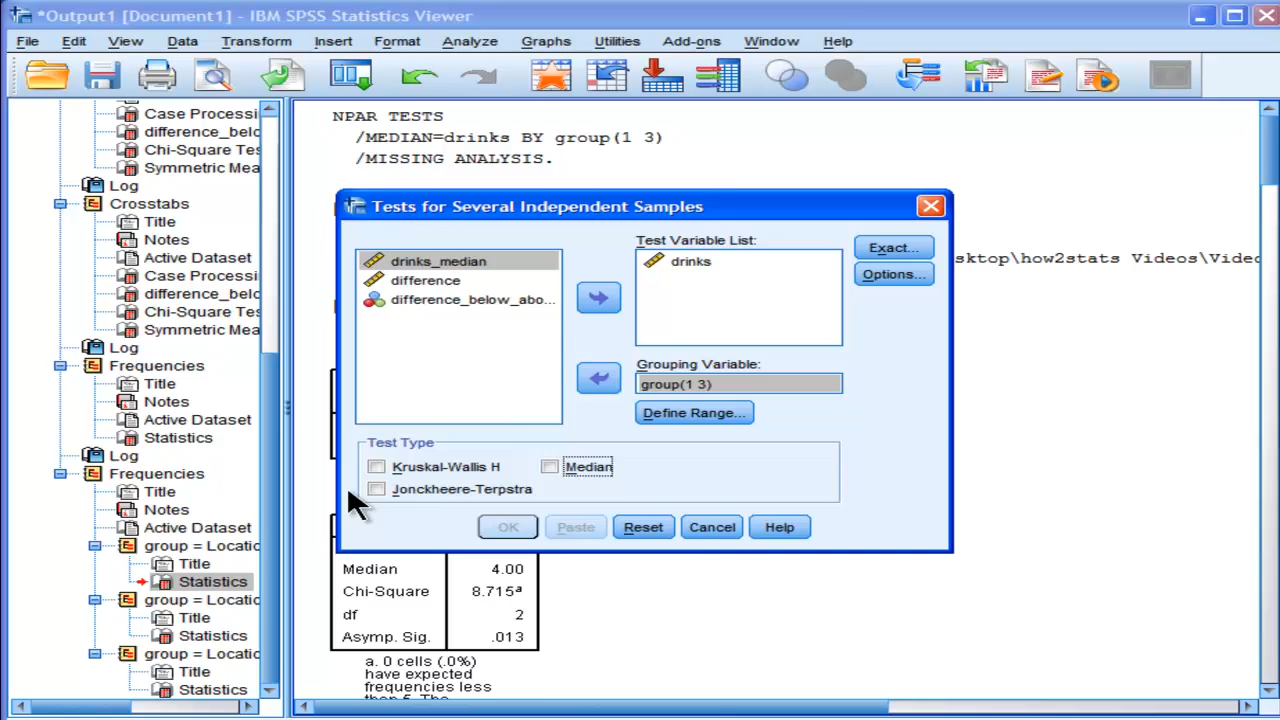 *Output1 [Document1] - IBM SPSS Statistics Viewer
File Edit View Data Transform Insert Format Analyze Graphs Utilities Add-ons Window Help
Case Processi
difference_belo
Chi-Square Tes
Symmetric Mea
Log
Crosstabs
Title
Notes
Active Dataset
Case Processi
difference_belo
Chi-Square Tes
Symmetric Mea
Log
Frequencies
Title
Notes
Active Dataset
Statistics
Log
Frequencies
Title
Notes
Active Dataset
group = Locatio
Title
Statistics
group = Locatio
Title
Statistics
group = Locatio
Title
Statistics
NPAR TESTS
/MEDIAN=drinks BY group(1 3)
/MISSING ANALYSIS.
sktop\how2stats Videos\Videc
Tests for Several Independent Samples
drinks_median
difference
difference_below_abo...
Test Variable List:
drinks
Exact...
Options...
Grouping Variable:
group(1 3)
Define Range...
Test Type
Kruskal-Wallis H Median
Jonckheere-Terpstra
OK Paste Reset Cancel Help
Median 4.00
Chi-Square 8.715ª
df 2
Asymp. Sig. .013
a. 0 cells (.0%)
have expected
frequencies less